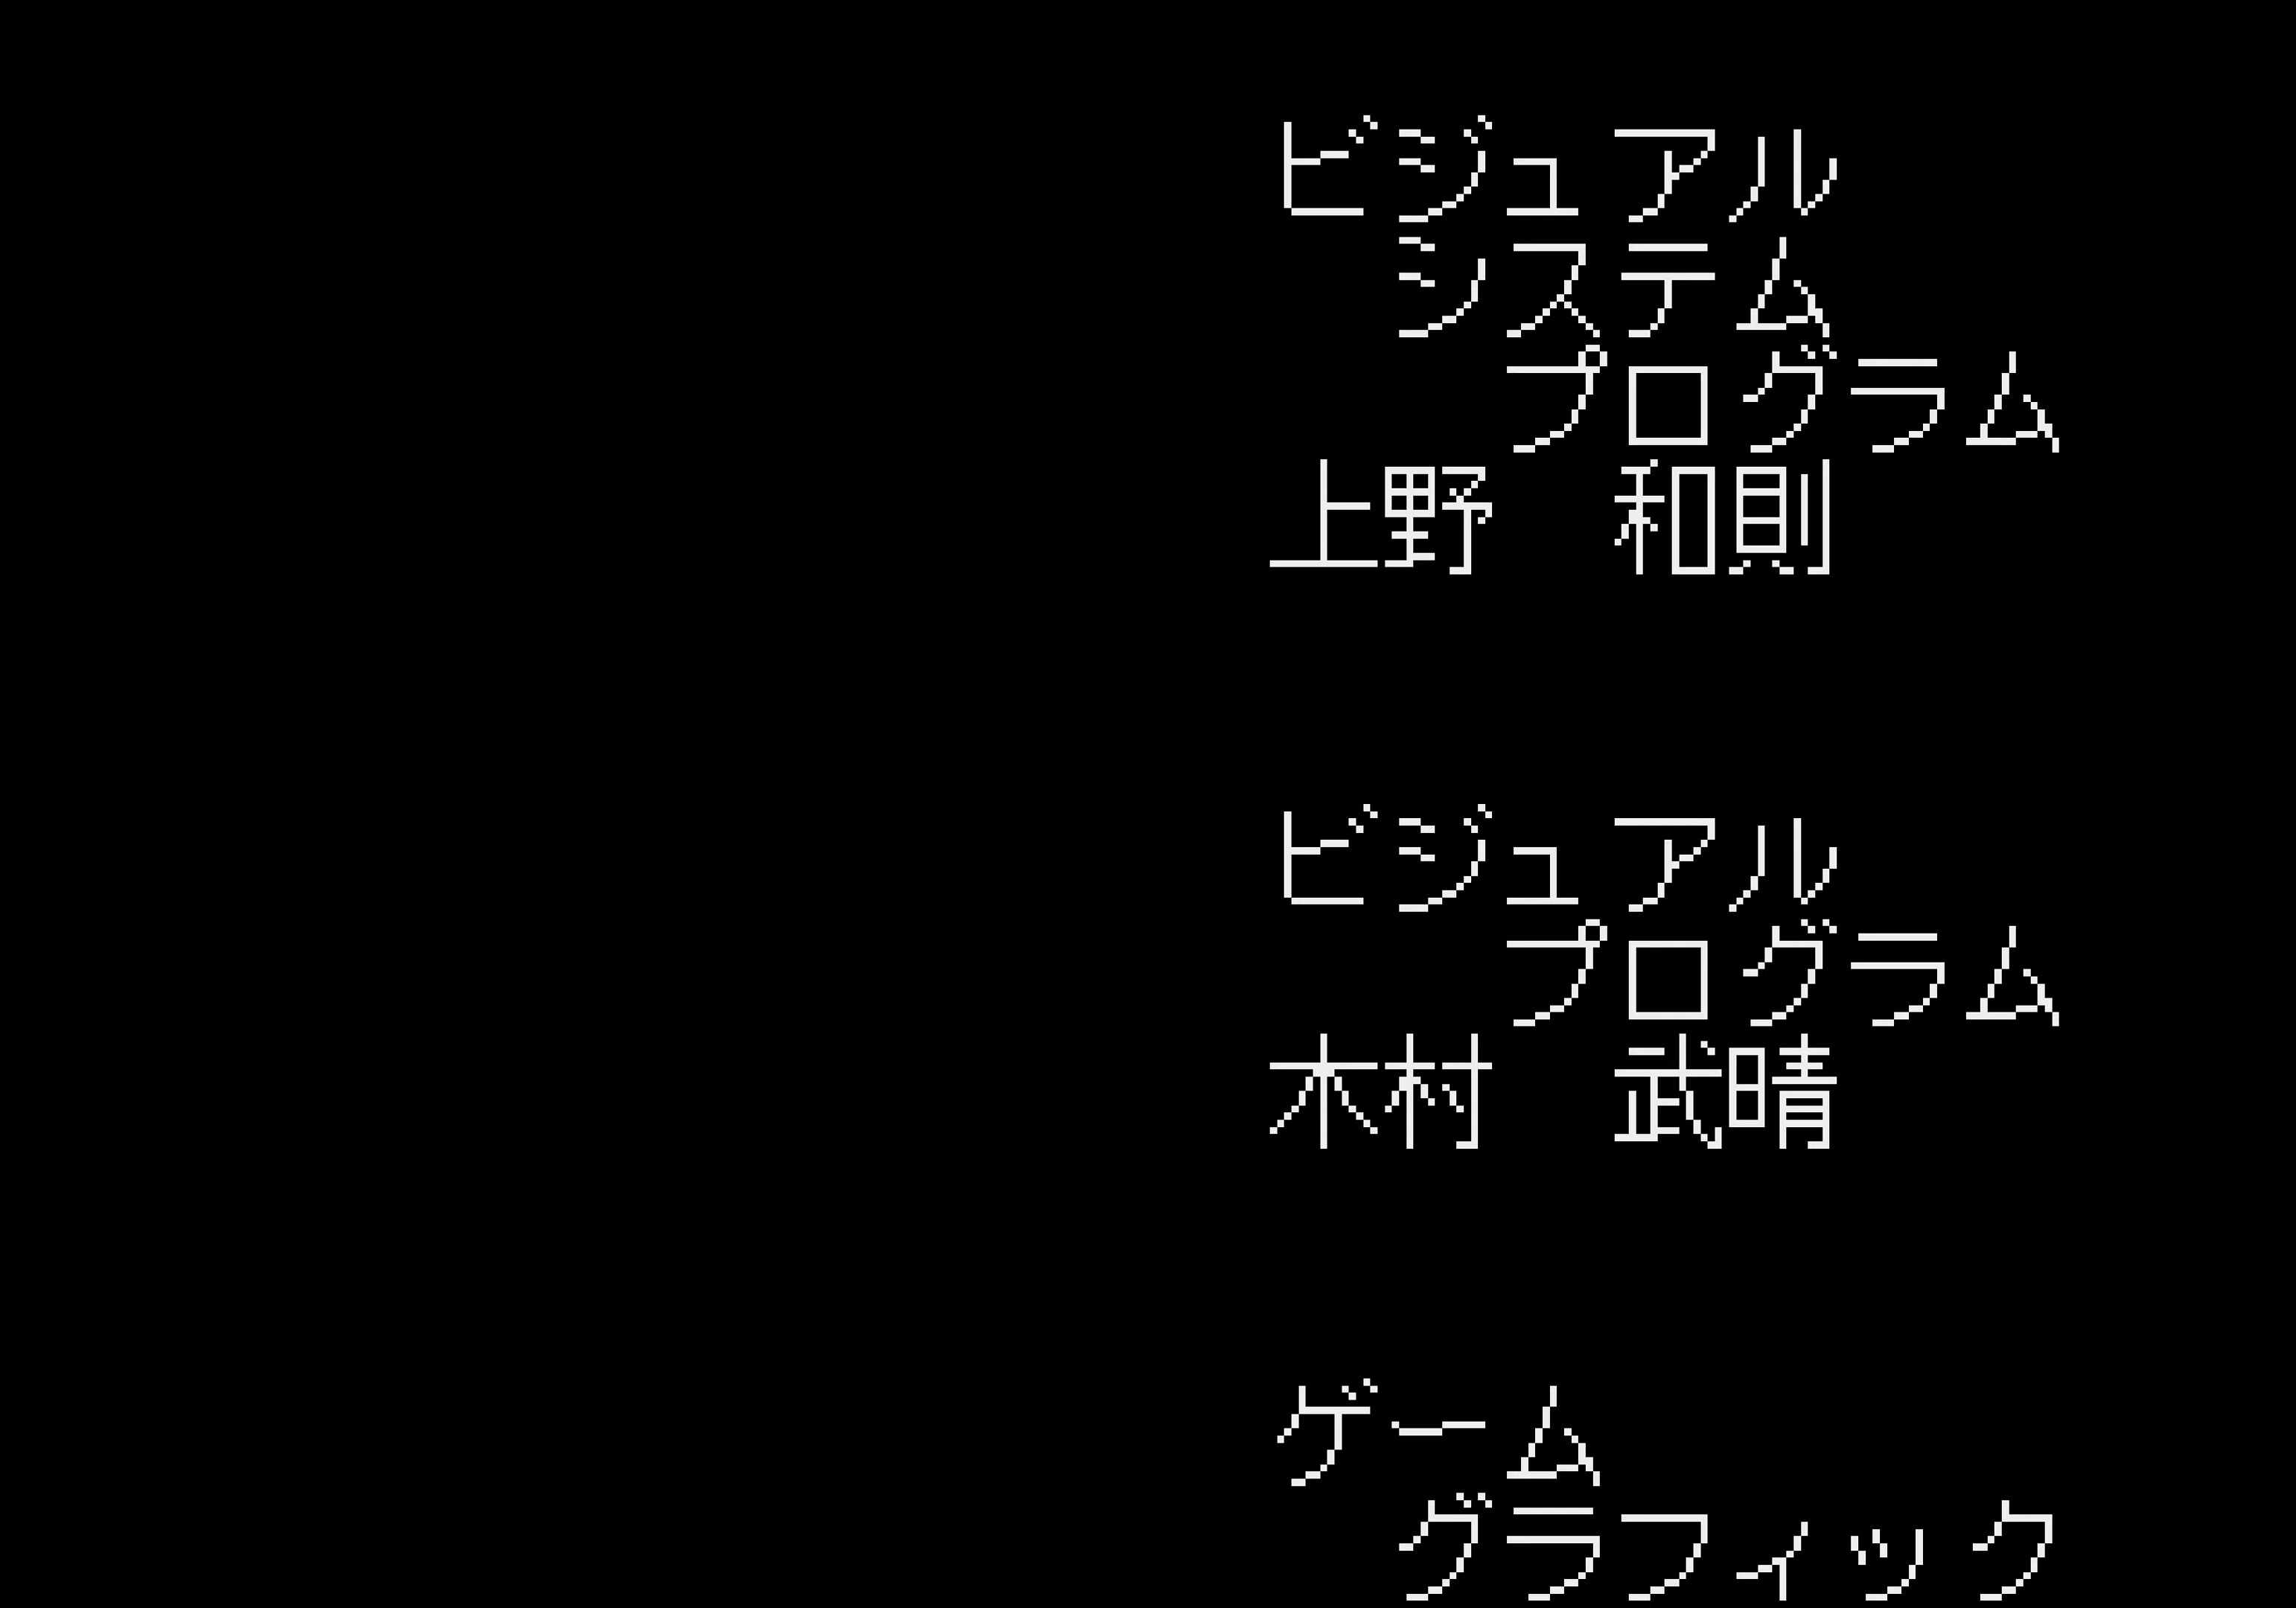 ビジュアル
システム
プログラム
上野　和則
ビジュアル
プログラム
木村　武晴
ゲーム
グラフィック